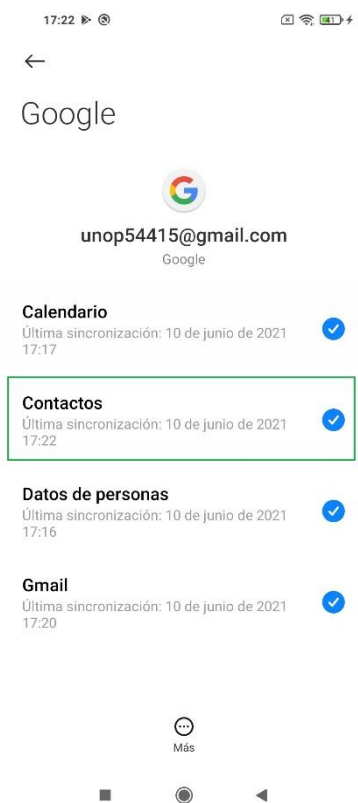 17:22
41
Google
unop54415@gmail.com
Google
Calendario
Última sincronización: 10 de junio de 2021
17:17
Contactos
Última sincronización: 10 de junio de 2021
17:22
Datos de personas
Última sincronización: 10 de junio de 2021
17:16
Gmail
Última sincronización: 10 de junio de 2021
17:20
Más